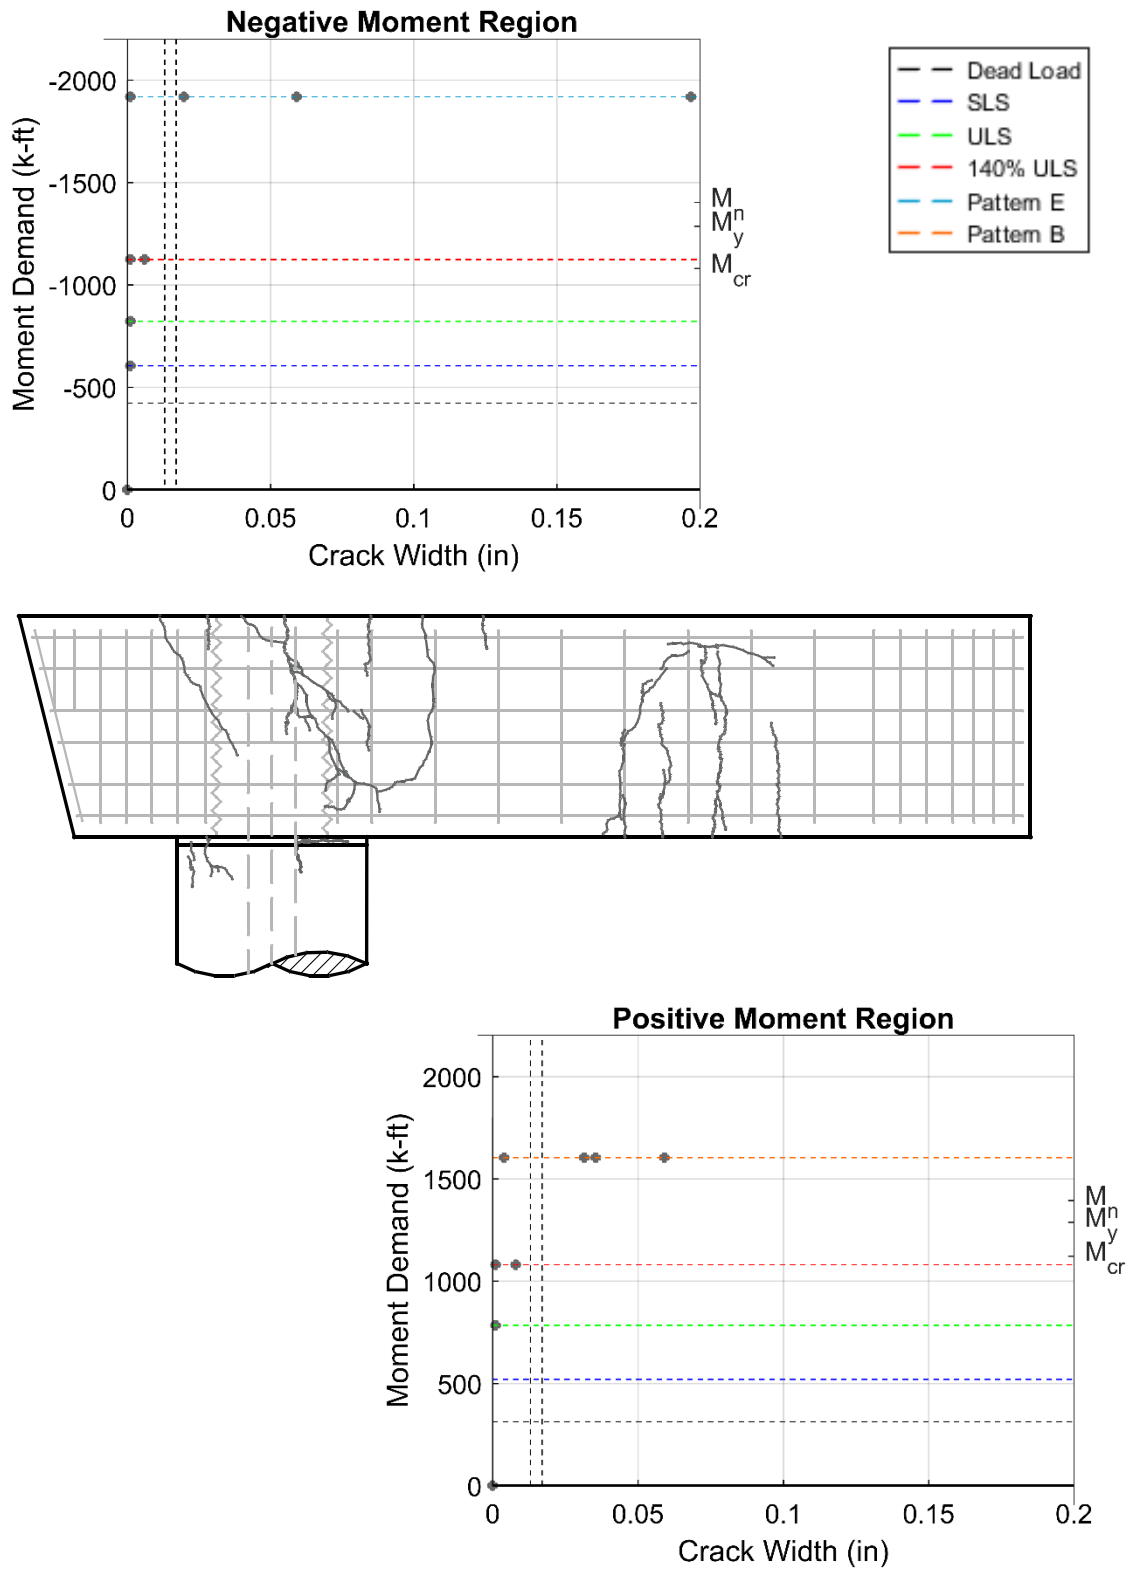 Negative Moment Region
Dead Load
SLS
ULS
140% ULS
Pattern E
Pattern B
Moment Demand (k-ft)
-2000
-1500
-1000
-500
0
Mn
My
Mcr
0 0.05 0.1 0.15 0.2
Crack Width (in)
Positive Moment Region
Moment Demand (k-ft)
2000
1500
1000
500
0
Mn
My
Mcr
0 0.05 0.1 0.15 0.2
Crack Width (in)